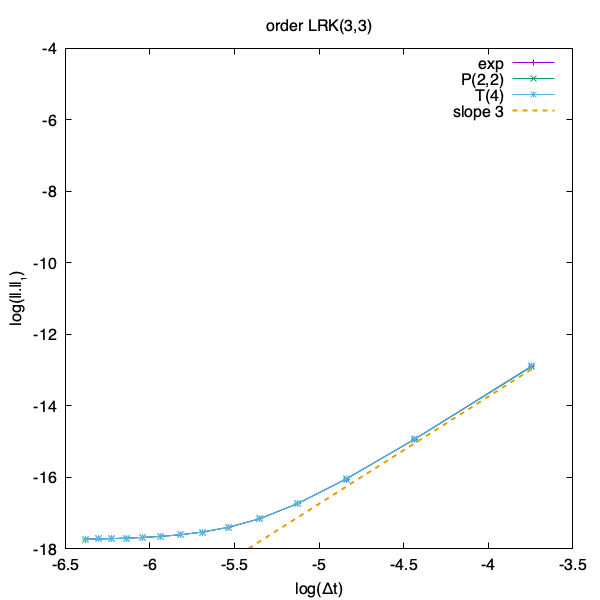 order LRK(3,3)
exp
P(2,2)
T(4)
slope 3
-4
-6
-8
-10
-12
-14
-16
-18
log(||.||₁)
-6.5 -6 -5.5 -5 -4.5 -4 -3.5
log(Δt)